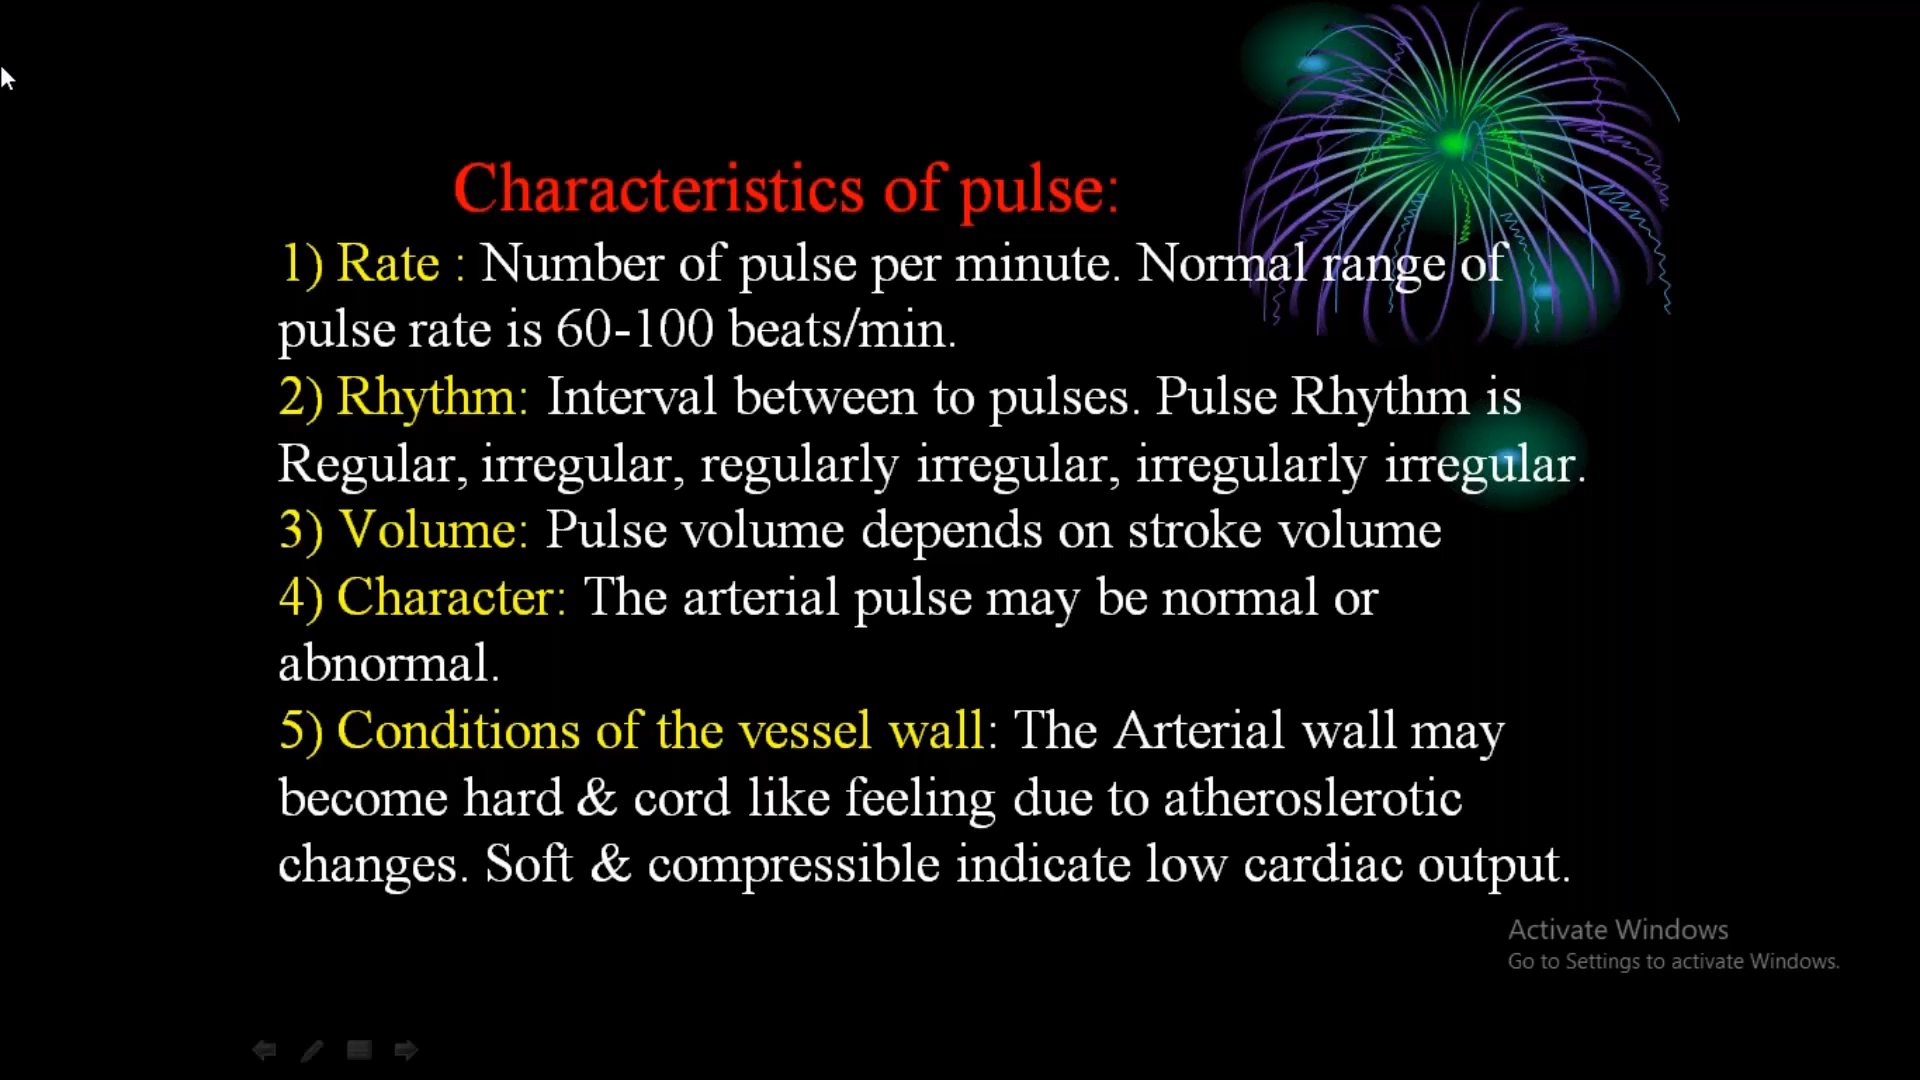 Characteristics of pulse:
1) Rate : Number of pulse per minute. Normal range of
pulse rate is 60-100 beats/min.
2) Rhythm: Interval between to pulses. Pulse Rhythm is
Regular, irregular, regularly irregular, irregularly irregular.
3) Volume: Pulse volume depends on stroke volume
4) Character: The arterial pulse may be normal or
abnormal.
5) Conditions of the vessel wall: The Arterial wall may
become hard & cord like feeling due to atheroslerotic
changes. Soft & compressible indicate low cardiac output.
Activate Windows
Go to Settings to activate Windows.